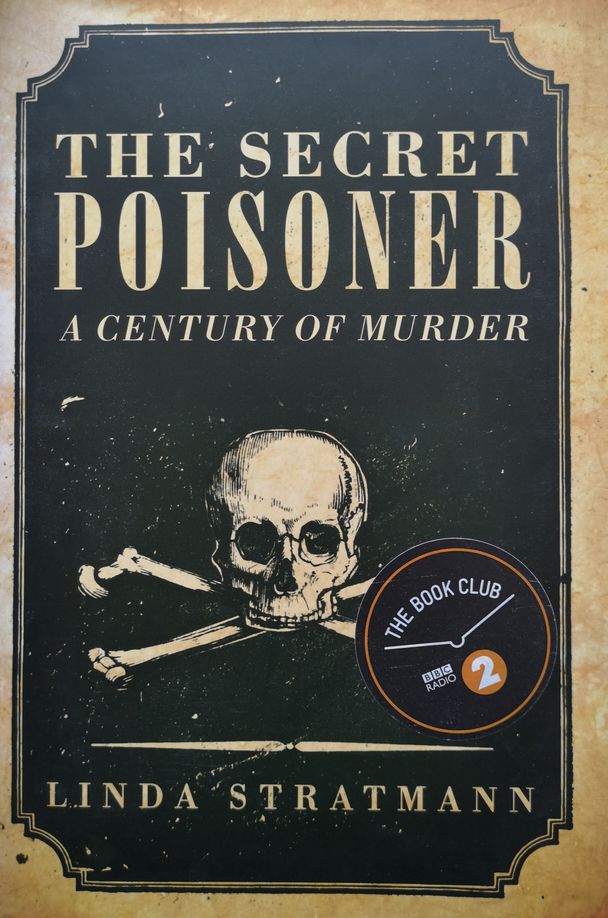 THE SECRET
POISONER
A CENTURY OF MURDER
THE BOOK CLUB
BBC
RADIO
2
LINDA STRATMANN